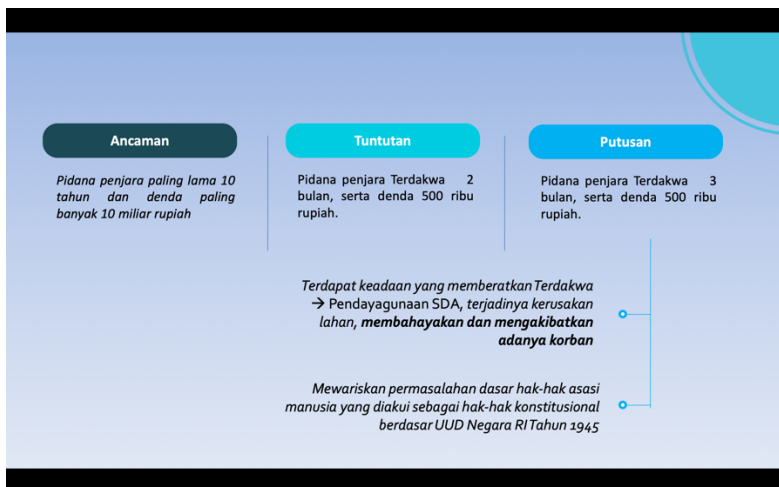 Ancaman
Pidana penjara paling lama 10
tahun dan denda paling
banyak 10 miliar rupiah
Tuntutan
Pidana penjara Terdakwa 2
bulan, serta denda 500 ribu
rupiah.
Putusan
Pidana penjara Terdakwa 3
bulan, serta denda 500 ribu
rupiah.
Terdapat keadaan yang memberatkan Terdakwa
→ Pendayagunaan SDA, terjadinya kerusakan
lahan, membahayakan dan mengakibatkan
adanya korban
Mewariskan permasalahan dasar hak-hak asasi
manusia yang diakui sebagai hak-hak konstitusional
berdasar UUD Negara RI Tahun 1945